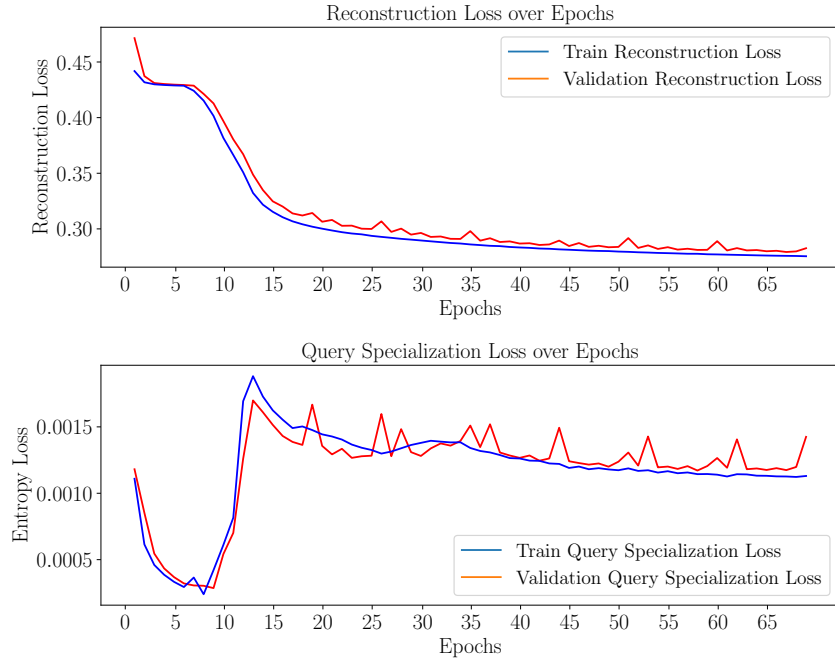 Reconstruction Loss over Epochs
Reconstruction Loss
0.45
0.40
0.35
0.30
Train Reconstruction Loss
Validation Reconstruction Loss
0 5 10 15 20 25 30 35 40 45 50 55 60 65
Epochs
Query Specialization Loss over Epochs
Entropy Loss
0.0015
0.0010
0.0005
Train Query Specialization Loss
Validation Query Specialization Loss
0 5 10 15 20 25 30 35 40 45 50 55 60 65
Epochs